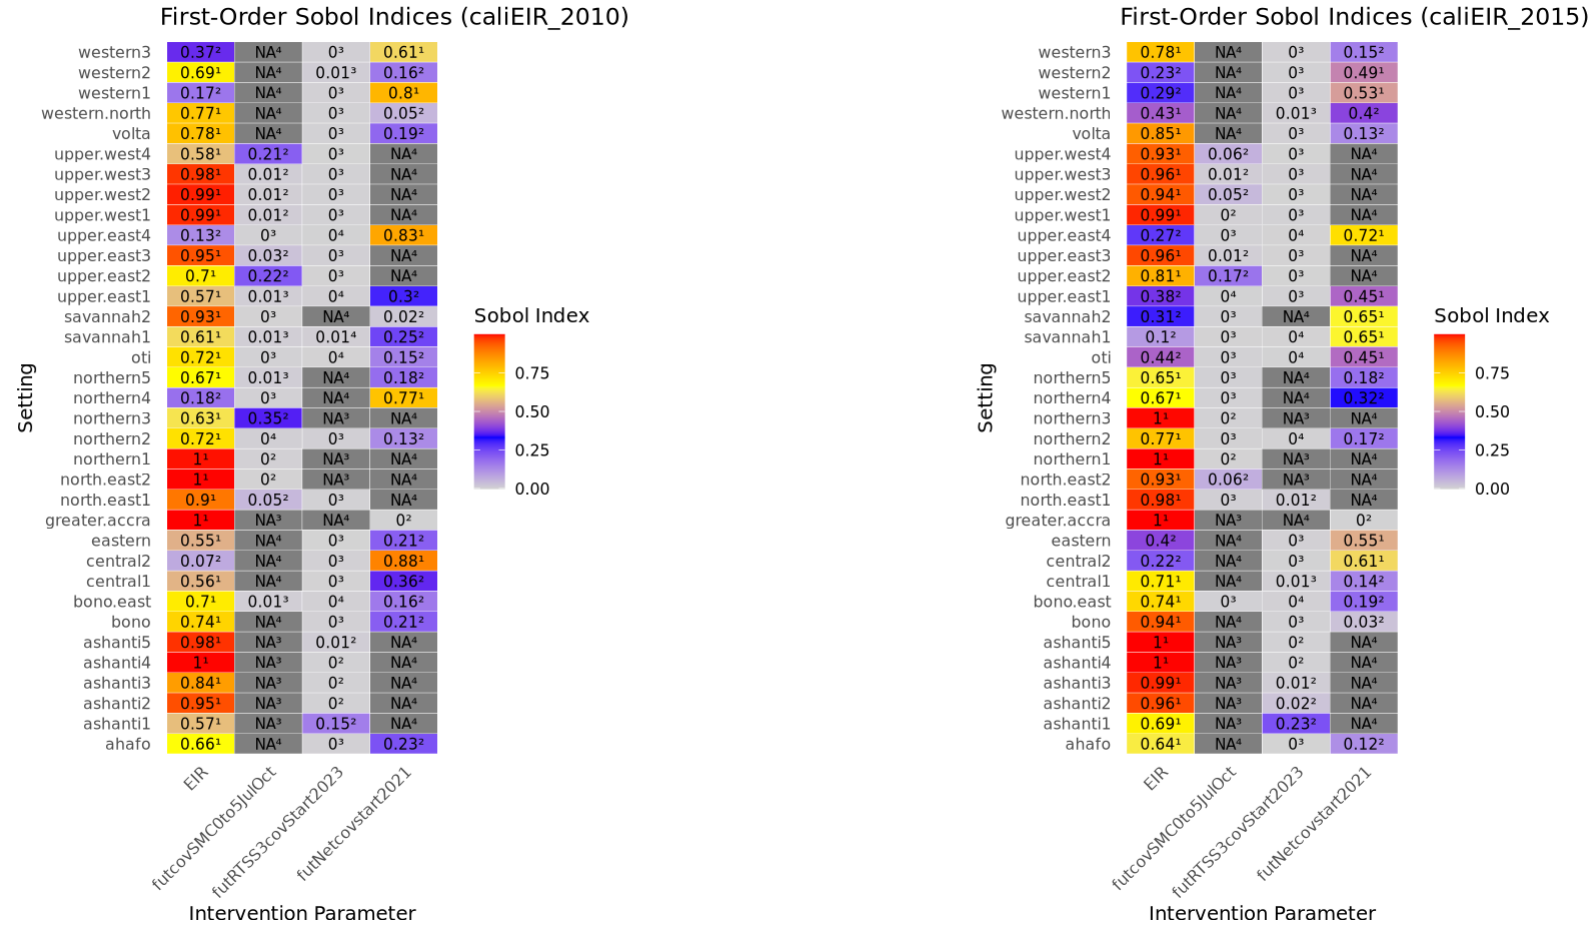 First-Order Sobol Indices (caliEIR_2010)
western3 0.37² NA⁴ 0³ 0.61¹
western2 0.69¹ NA⁴ 0.01³ 0.16²
western1 0.17² NA⁴ 0³ 0.8¹
western.north 0.77¹ NA⁴ 0³ 0.05²
volta 0.78¹ NA⁴ 0³ 0.19²
upper.west4 0.58¹ 0.21² 0³ NA⁴
upper.west3 0.98¹ 0.01² 0³ NA⁴
upper.west2 0.99¹ 0.01² 0³ NA⁴
upper.west1 0.99¹ 0.01² 0³ NA⁴
upper.east4 0.13² 0³ 0⁴ 0.83¹
upper.east3 0.95¹ 0.03² 0³ NA⁴
upper.east2 0.7¹ 0.22² 0³ NA⁴
upper.east1 0.57¹ 0.01³ 0⁴ 0.3²
savannah2 0.93¹ 0³ NA⁴ 0.02²
savannah1 0.61¹ 0.01³ 0.01⁴ 0.25²
oti 0.72¹ 0³ 0⁴ 0.15²
northern5 0.67¹ 0.01³ NA⁴ 0.18²
northern4 0.18² 0³ NA⁴ 0.77¹
northern3 0.63¹ 0.35² NA³ NA⁴
northern2 0.72¹ 0⁴ 0³ 0.13²
northern1 1¹ 0² NA³ NA⁴
north.east2 1¹ 0² NA³ NA⁴
north.east1 0.9¹ 0.05² 0³ NA⁴
greater.accra 1¹ NA³ NA⁴ 0²
eastern 0.55¹ NA⁴ 0³ 0.21²
central2 0.07² NA⁴ 0³ 0.88¹
central1 0.56¹ NA⁴ 0³ 0.36²
bono.east 0.7¹ 0.01³ 0⁴ 0.16²
bono 0.74¹ NA⁴ 0³ 0.21²
ashanti5 0.98¹ NA³ 0.01² NA⁴
ashanti4 1¹ NA³ 0² NA⁴
ashanti3 0.84¹ NA³ 0² NA⁴
ashanti2 0.95¹ NA³ 0² NA⁴
ashanti1 0.57¹ NA³ 0.15² NA⁴
ahafo 0.66¹ NA⁴ 0³ 0.23²
Setting
EIR
futcovSMC0to5JulOct
futRTSS3covStart2023
futNetcovstart2021
Intervention Parameter
Sobol Index
0.75
0.50
0.25
0.00
First-Order Sobol Indices (caliEIR_2015)
western3 0.78¹ NA⁴ 0³ 0.15²
western2 0.23² NA⁴ 0³ 0.49¹
western1 0.29² NA⁴ 0³ 0.53¹
western.north 0.43¹ NA⁴ 0.01³ 0.4²
volta 0.85¹ NA⁴ 0³ 0.13²
upper.west4 0.93¹ 0.06² 0³ NA⁴
upper.west3 0.96¹ 0.01² 0³ NA⁴
upper.west2 0.94¹ 0.05² 0³ NA⁴
upper.west1 0.99¹ 0² 0³ NA⁴
upper.east4 0.27² 0³ 0⁴ 0.72¹
upper.east3 0.96¹ 0.01² 0³ NA⁴
upper.east2 0.81¹ 0.17² 0³ NA⁴
upper.east1 0.38² 0⁴ 0³ 0.45¹
savannah2 0.31² 0³ NA⁴ 0.65¹
savannah1 0.1² 0³ 0⁴ 0.65¹
oti 0.44² 0³ 0⁴ 0.45¹
northern5 0.65¹ 0³ NA⁴ 0.18²
northern4 0.67¹ 0³ NA⁴ 0.32²
northern3 1¹ 0² NA³ NA⁴
northern2 0.77¹ 0³ 0⁴ 0.17²
northern1 1¹ 0² NA³ NA⁴
north.east2 0.93¹ 0.06² NA³ NA⁴
north.east1 0.98¹ 0³ 0.01² NA⁴
greater.accra 1¹ NA³ NA⁴ 0²
eastern 0.4² NA⁴ 0³ 0.55¹
central2 0.22² NA⁴ 0³ 0.61¹
central1 0.71¹ NA⁴ 0.01³ 0.14²
bono.east 0.74¹ 0³ 0⁴ 0.19²
bono 0.94¹ NA⁴ 0³ 0.03²
ashanti5 1¹ NA³ 0² NA⁴
ashanti4 1¹ NA³ 0² NA⁴
ashanti3 0.99¹ NA³ 0.01² NA⁴
ashanti2 0.96¹ NA³ 0.02² NA⁴
ashanti1 0.69¹ NA³ 0.23² NA⁴
ahafo 0.64¹ NA⁴ 0³ 0.12²
Setting
EIR
futcovSMC0to5JulOct
futRTSS3covStart2023
futNetcovstart2021
Intervention Parameter
Sobol Index
0.75
0.50
0.25
0.00